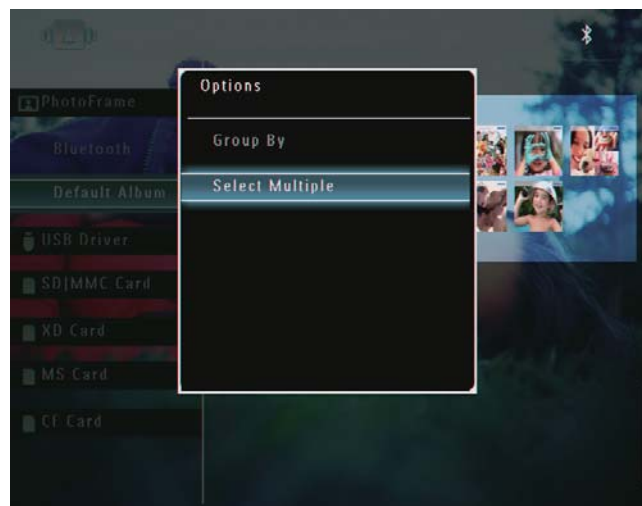 Options
Group By
Select Multiple
PhotoFrame
Bluetooth
Default Album
USB Driver
SD|MMC Card
XD Card
MS Card
CF Card